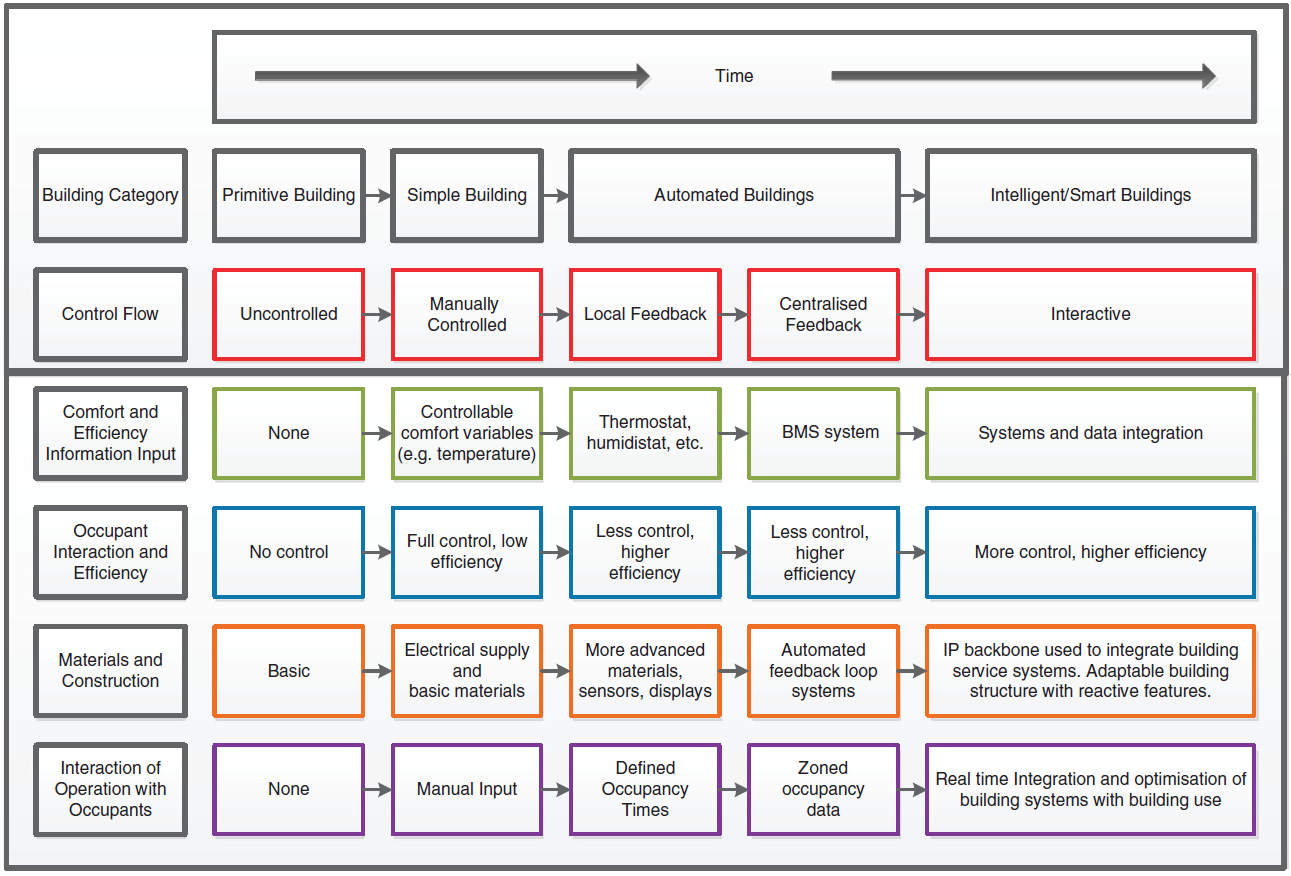 Time
Building Category
Primitive Building
Simple Building
Automated Buildings
Intelligent/Smart Buildings
Control Flow
Uncontrolled
Manually
Controlled
Local Feedback
Centralised
Feedback
Interactive
Comfort and
Efficiency
Information Input
None
Controllable
comfort variables
(e.g. temperature)
Thermostat,
humidistat, etc.
BMS system
Systems and data integration
Occupant
Interaction and
Efficiency
No control
Full control, low
efficiency
Less control,
higher
efficiency
Less control,
higher
efficiency
More control, higher efficiency
Materials and
Construction
Basic
Electrical supply
and
basic materials
More advanced
materials,
sensors, displays
Automated
feedback loop
systems
IP backbone used to integrate building
service systems. Adaptable building
structure with reactive features.
Interaction of
Operation with
Occupants
None
Manual Input
Defined
Occupancy
Times
Zoned
occupancy
data
Real time Integration and optimisation of
building systems with building use